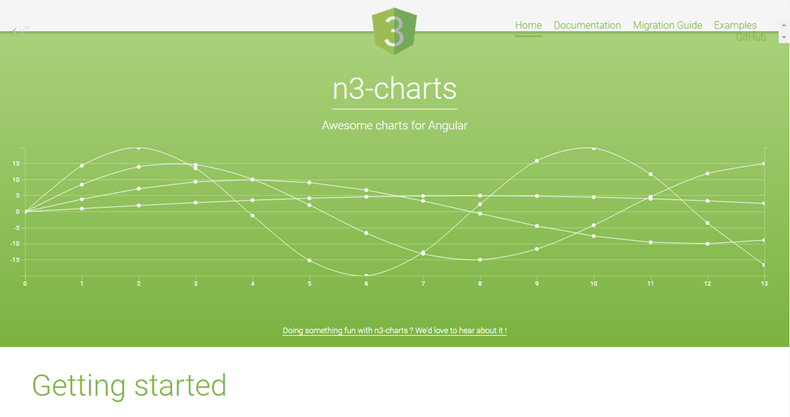 3
Home Documentation Migration Guide Examples
GitHub
n3-charts
Awesome charts for Angular
15
10
5
0
-5
-10
-15
0 1 2 3 4 5 6 7 8 9 10 11 12 13
Doing something fun with n3-charts ? We'd love to hear about it !
Getting started